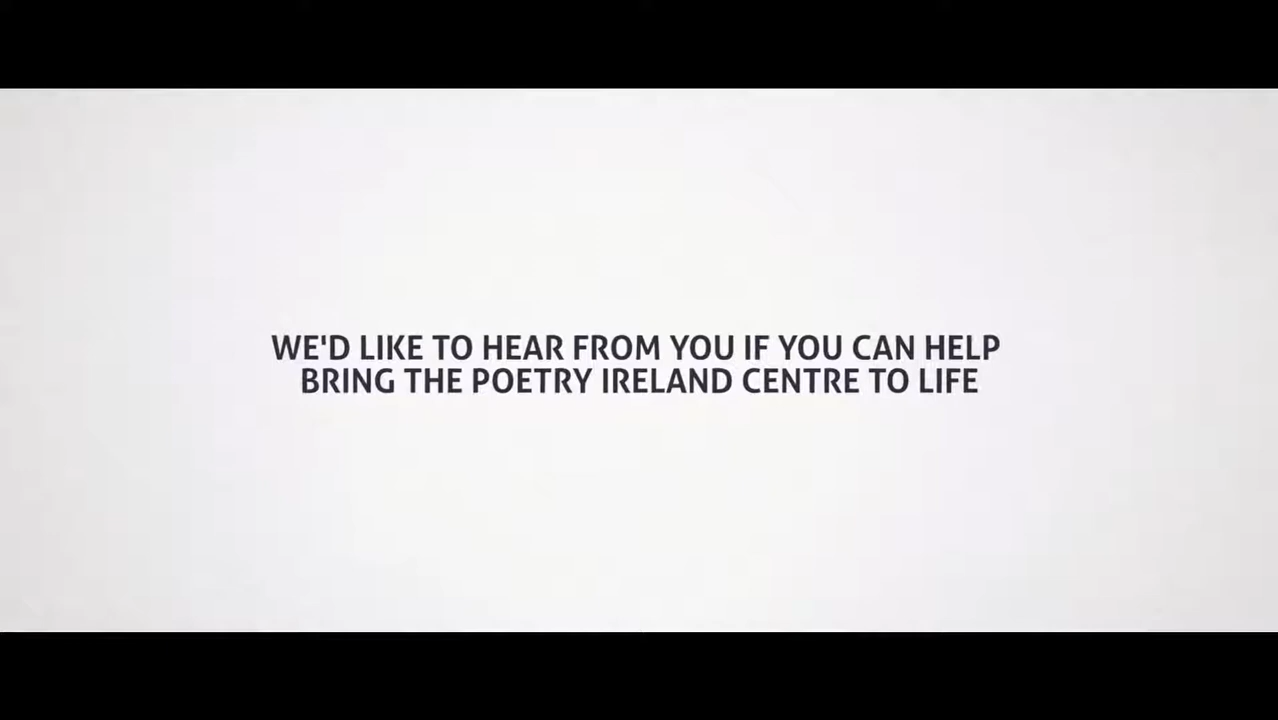 WE'D LIKE TO HEAR FROM YOU IF YOU CAN HELP
BRING THE POETRY IRELAND CENTRE TO LIFE